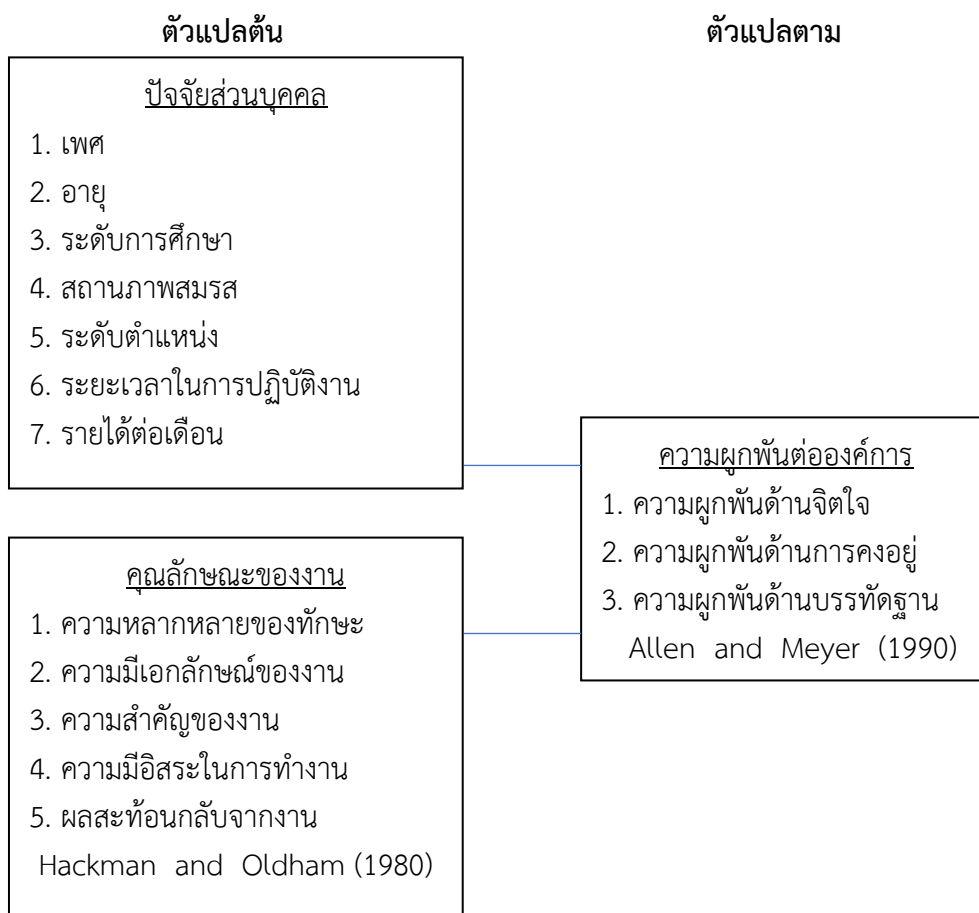 ตัวแปลต้น
ตัวแปลตาม
ปัจจัยส่วนบุคคล
1. เพศ
2. อายุ
3. ระดับการศึกษา
4. สถานภาพสมรส
5. ระดับตำแหน่ง
6. ระยะเวลาในการปฏิบัติงาน
7. รายได้ต่อเดือน
ความผูกพันต่อองค์การ
1. ความผูกพันด้านจิตใจ
2. ความผูกพันด้านการคงอยู่
3. ความผูกพันด้านบรรทัดฐาน
Allen and Meyer (1990)
คุณลักษณะของงาน
1. ความหลากหลายของทักษะ
2. ความมีเอกลักษณ์ของงาน
3. ความสำคัญของงาน
4. ความมีอิสระในการทำงาน
5. ผลสะท้อนกลับจากงาน
Hackman and Oldham (1980)